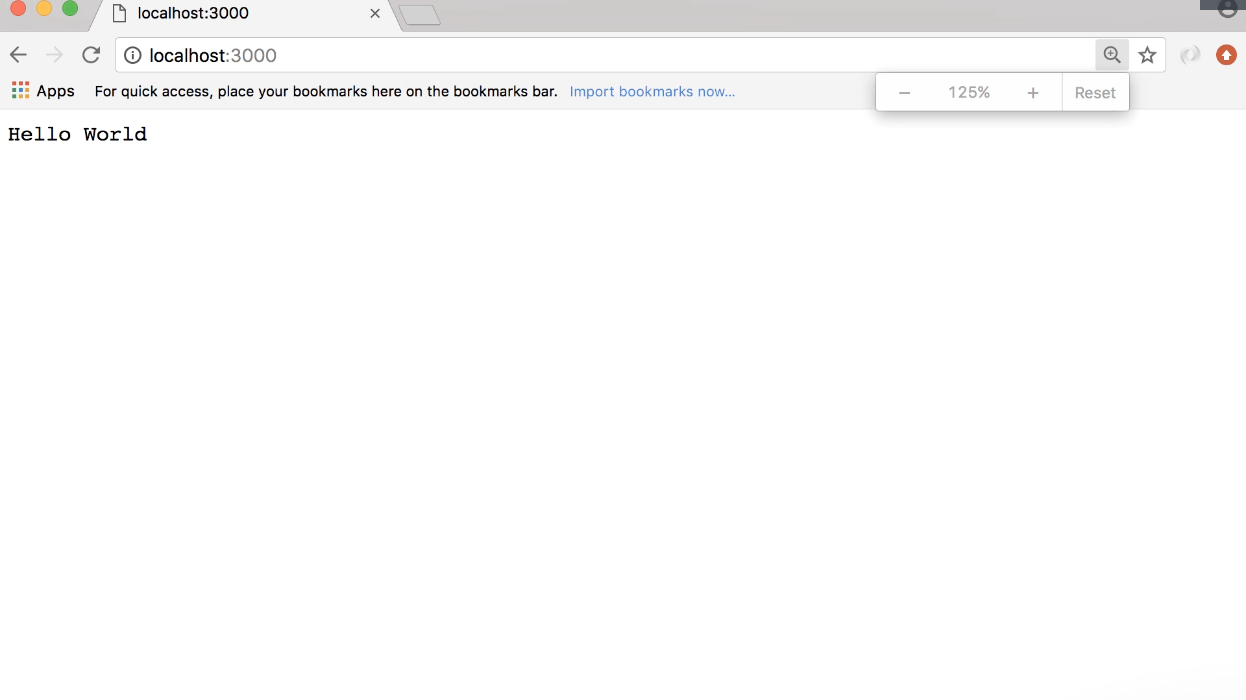 localhost:3000
localhost:3000
Apps For quick access, place your bookmarks here on the bookmarks bar. Import bookmarks now...
− 125% + Reset
Hello World